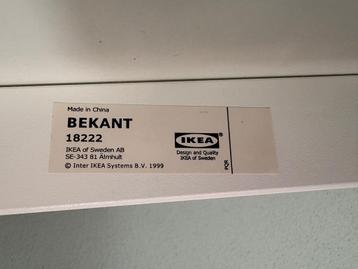 Made in China
BEKANT
18222
IKEA of Sweden AB
SE-343 81 Älmhult
© Inter IKEA Systems B.V. 1999
IKEA
Design and Quality
IKEA of Sweden
PQR